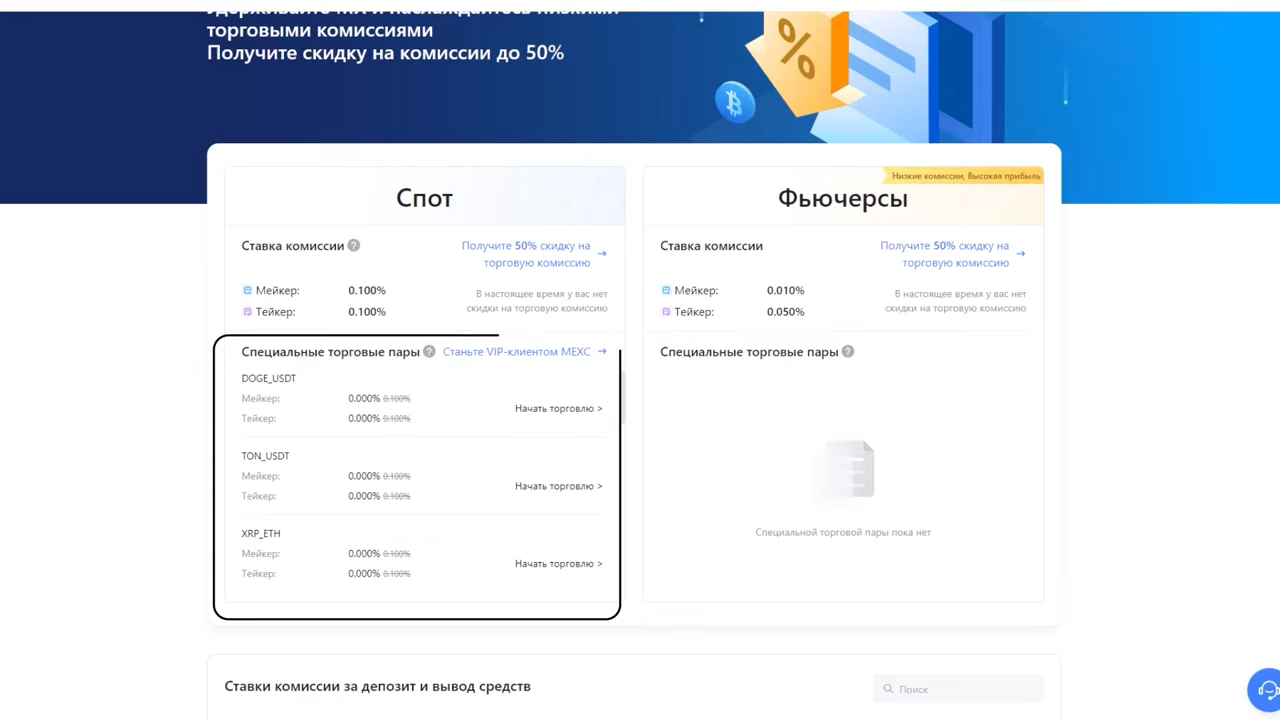 торговыми комиссиями
Получите скидку на комиссии до 50%
Низкие комиссии, Высокая прибыль
Спот
Фьючерсы
Ставка комиссии ?
Получите 50% скидку на
торговую комиссию →
Мейкер: 0.100%
Тейкер: 0.100%
В настоящее время у вас нет
скидки на торговую комиссию
Ставка комиссии
Получите 50% скидку на
торговую комиссию →
Мейкер: 0.010%
Тейкер: 0.050%
В настоящее время у вас нет
скидки на торговую комиссию
Специальные торговые пары ? Станьте VIP-клиентом MEXC →
DOGE_USDT
Мейкер: 0.000% 0.100%
Тейкер: 0.000% 0.100%
Начать торговлю >
TON_USDT
Мейкер: 0.000% 0.100%
Тейкер: 0.000% 0.100%
Начать торговлю >
XRP_ETH
Мейкер: 0.000% 0.100%
Тейкер: 0.000% 0.100%
Начать торговлю >
Специальные торговые пары ?
Специальной торговой пары пока нет
Ставки комиссии за депозит и вывод средств
Поиск